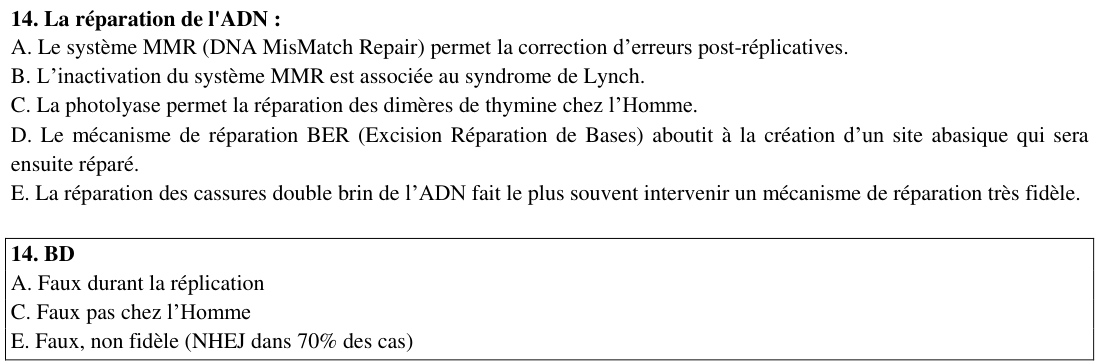 14. La réparation de l'ADN :
A. Le système MMR (DNA MisMatch Repair) permet la correction d’erreurs post-réplicatives.
B. L’inactivation du système MMR est associée au syndrome de Lynch.
C. La photolyase permet la réparation des dimères de thymine chez l’Homme.
D. Le mécanisme de réparation BER (Excision Réparation de Bases) aboutit à la création d’un site abasique qui sera
ensuite réparé.
E. La réparation des cassures double brin de l’ADN fait le plus souvent intervenir un mécanisme de réparation très fidèle.
14. BD
A. Faux durant la réplication
C. Faux pas chez l’Homme
E. Faux, non fidèle (NHEJ dans 70% des cas)